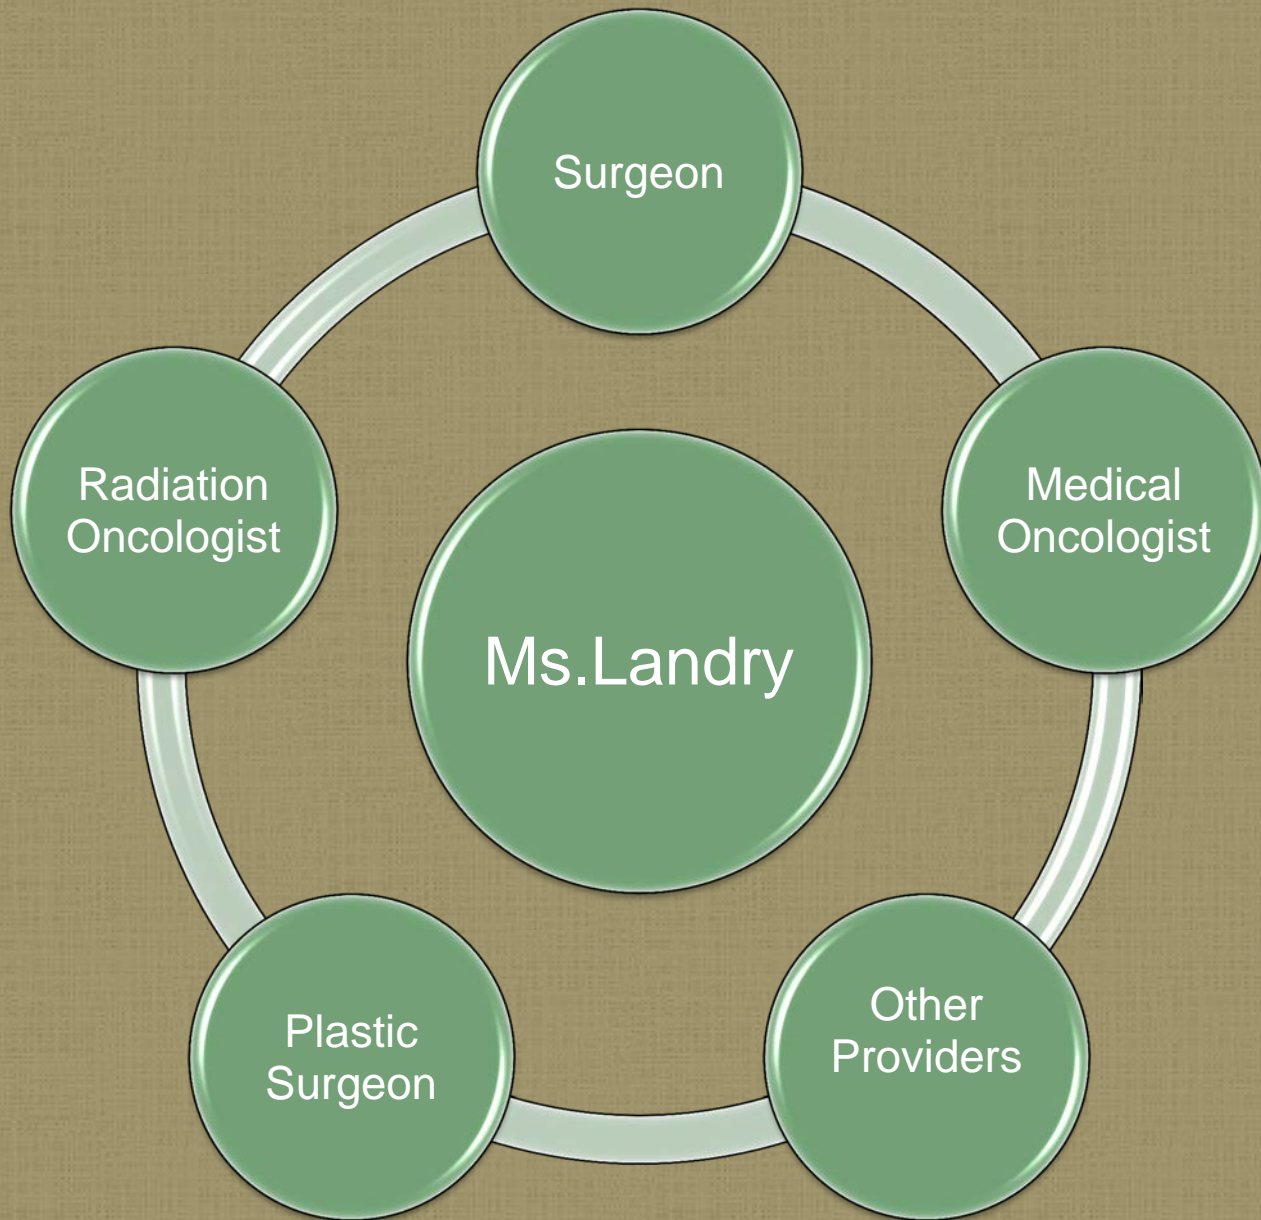 Surgeon
Radiation
Oncologist
Medical
Oncologist
Ms.Landry
Plastic
Surgeon
Other
Providers